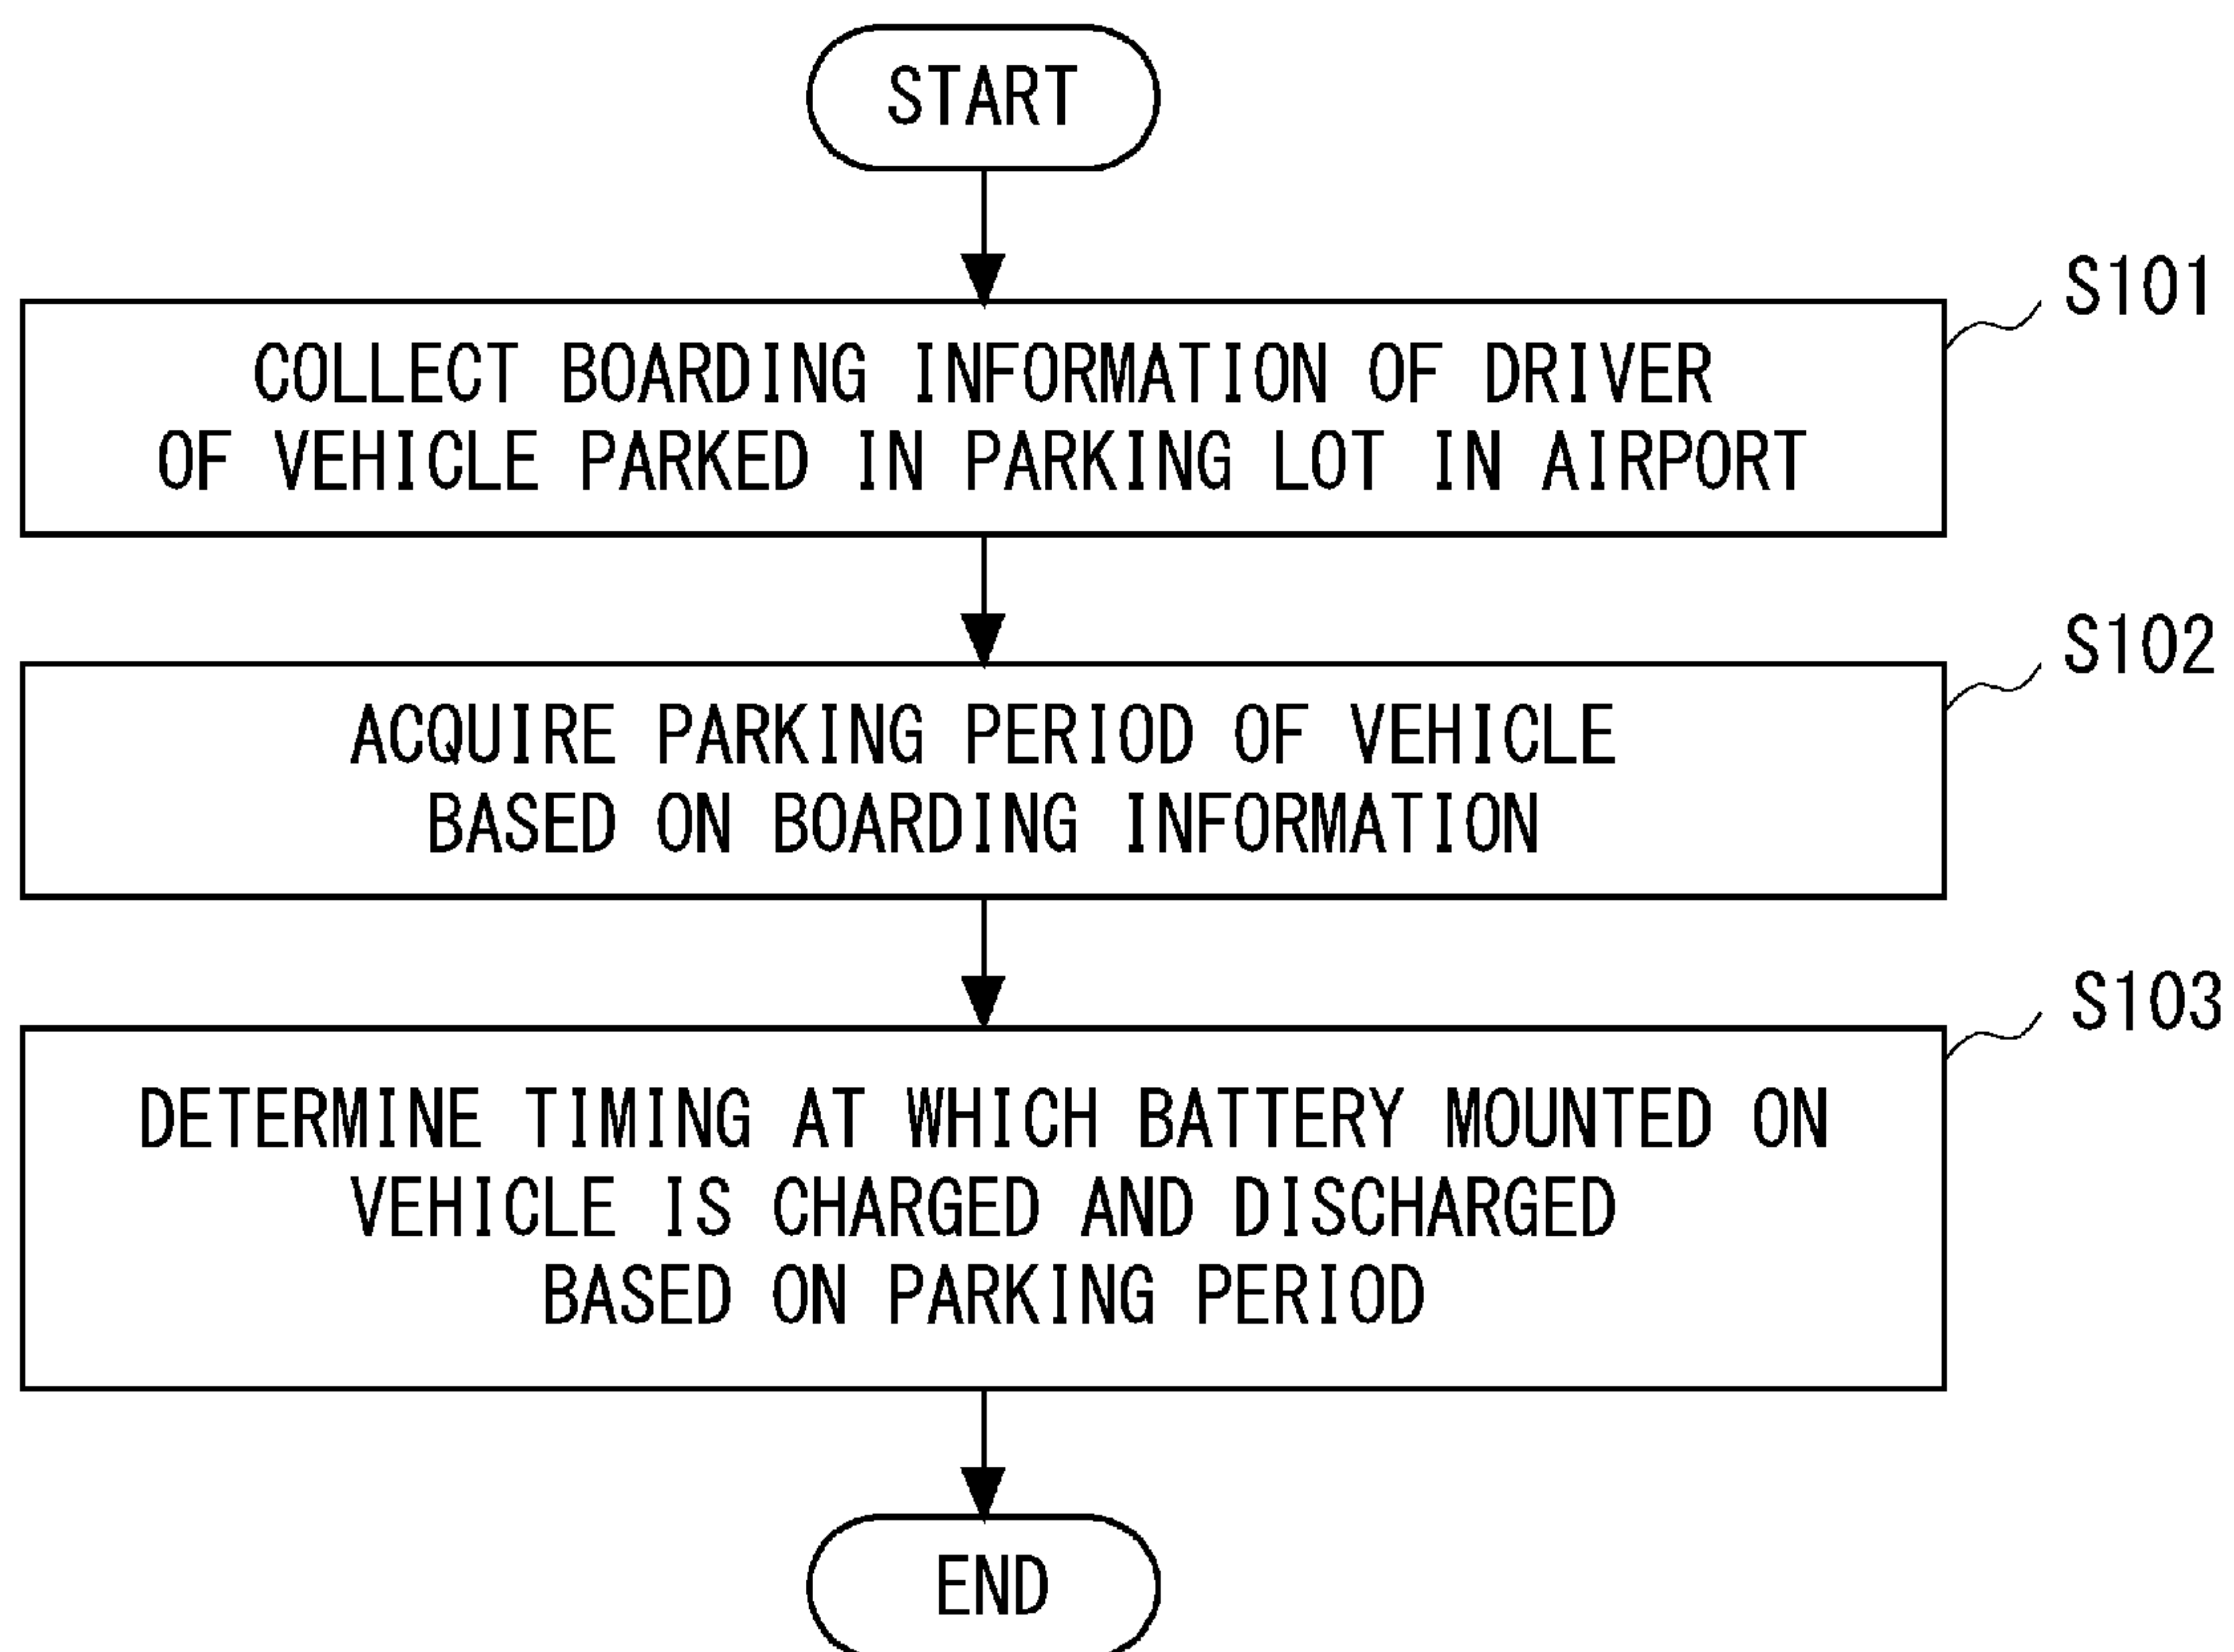 START
S101
COLLECT BOARDING INFORMATION OF DRIVER
OF VEHICLE PARKED IN PARKING LOT IN AIRPORT
S102
ACQUIRE PARKING PERIOD OF VEHICLE
BASED ON BOARDING INFORMATION
S103
DETERMINE TIMING AT WHICH BATTERY MOUNTED ON
VEHICLE IS CHARGED AND DISCHARGED
BASED ON PARKING PERIOD
END